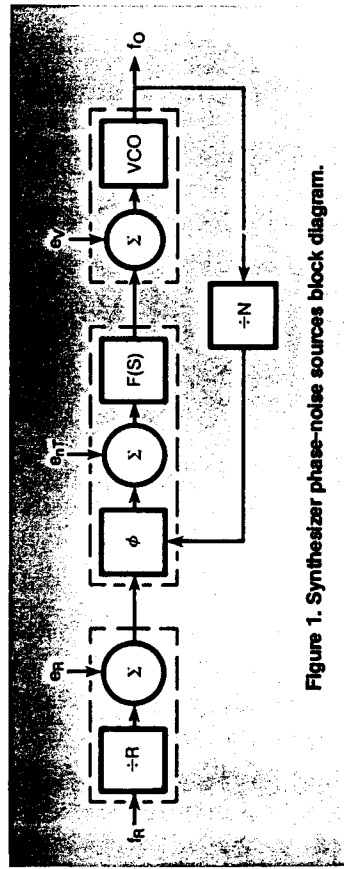 e_R
e_nT
e_V
f_R
÷R
Σ
φ
Σ
F(S)
Σ
VCO
f_O
÷N
Figure 1. Synthesizer phase-noise sources block diagram.